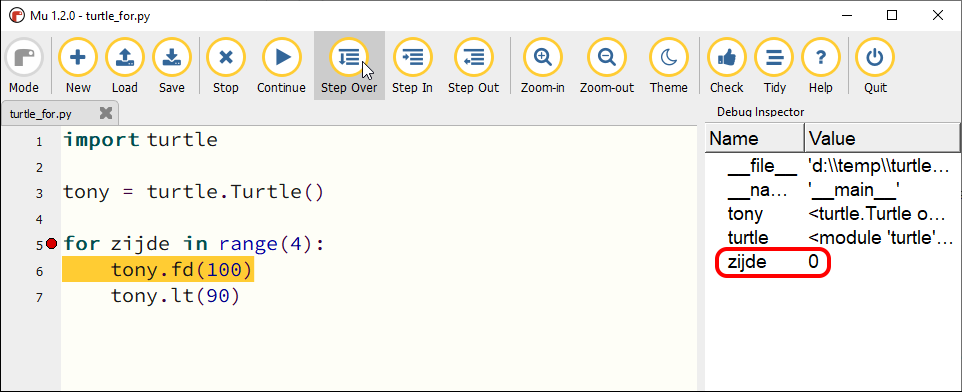 Mu 1.2.0 - turtle_for.py
Mode New Load Save Stop Continue Step Over Step In Step Out Zoom-in Zoom-out Theme Check Tidy Help Quit
turtle_for.py
Debug Inspector
Name Value
__file__ 'd:\\temp\\turtle…
__na… '__main__'
tony <turtle.Turtle o…
turtle <module 'turtle'…
zijde 0
1 import turtle
2
3 tony = turtle.Turtle()
4
5 for zijde in range(4):
6 tony.fd(100)
7 tony.lt(90)